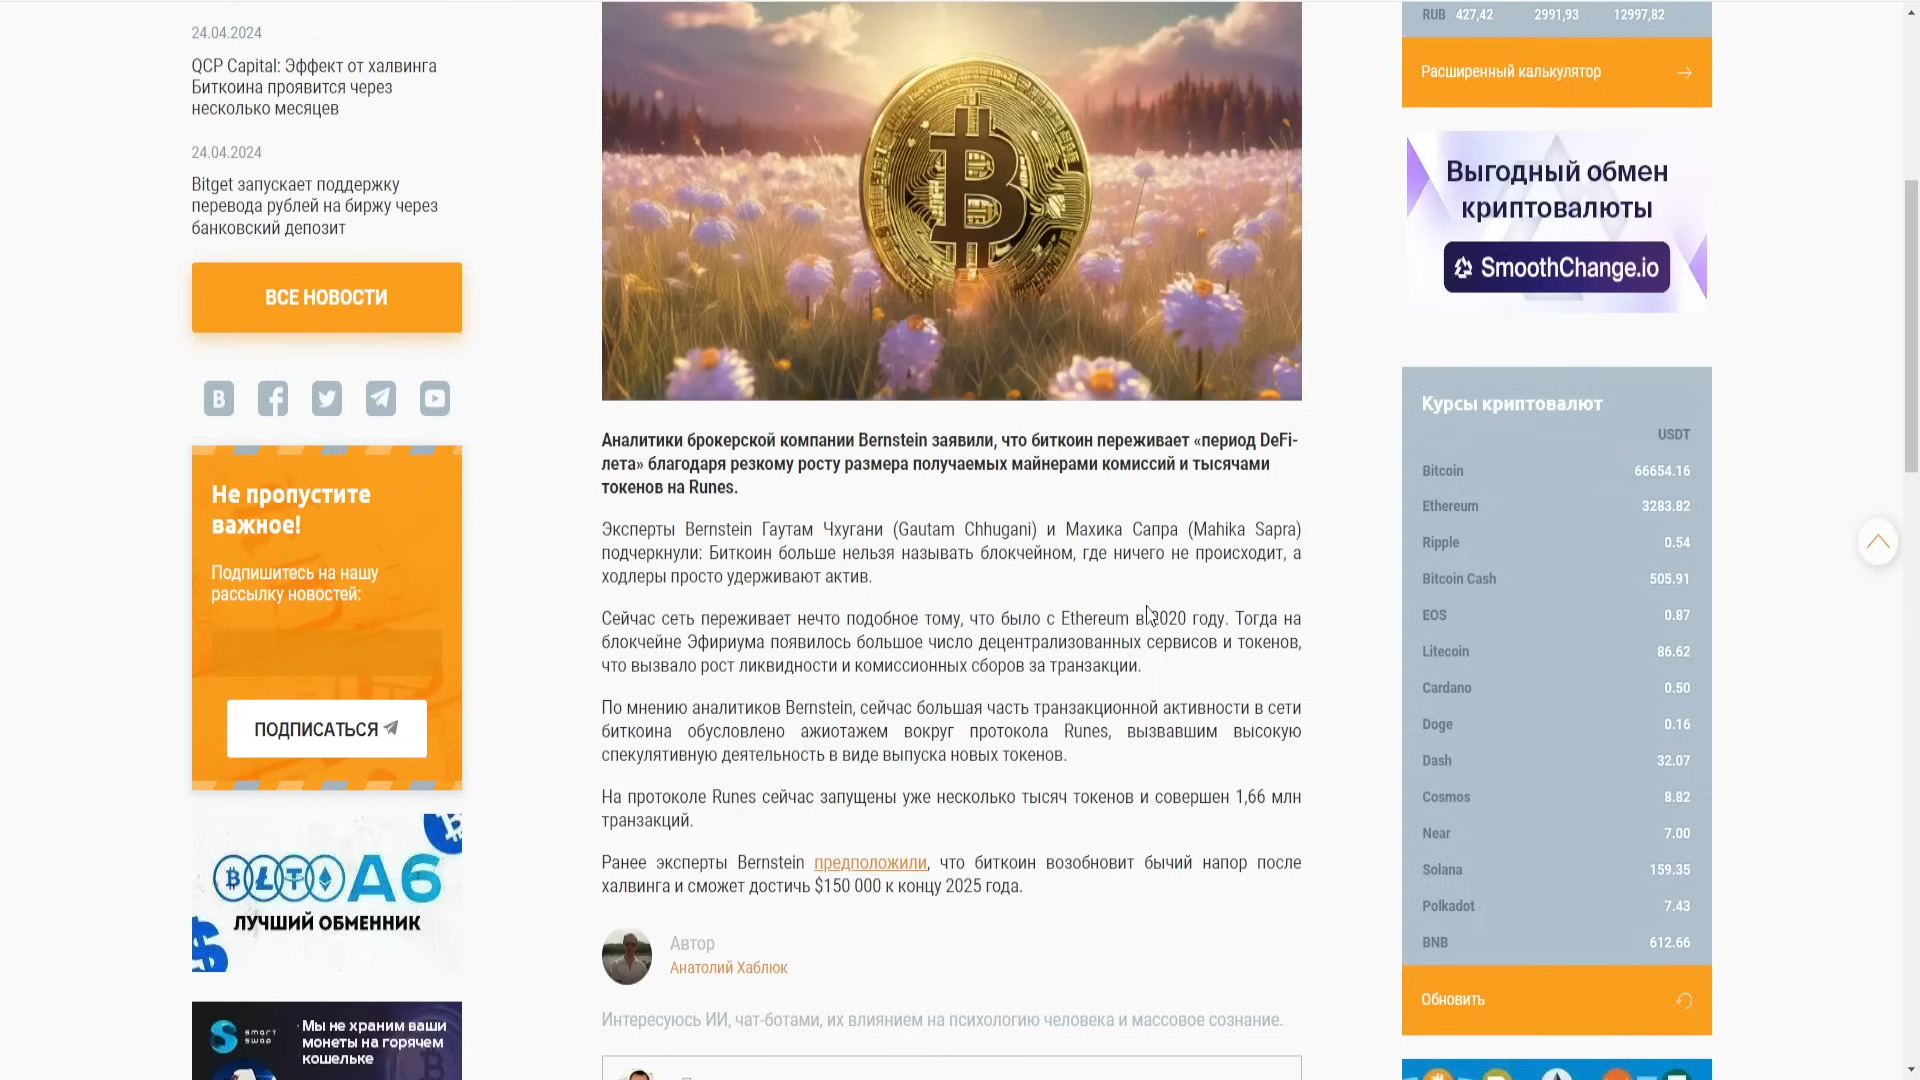 24.04.2024
QCP Capital: Эффект от халвинга
Биткоина проявится через
несколько месяцев
24.04.2024
Bitget запускает поддержку
перевода рублей на биржу через
банковский депозит
ВСЕ НОВОСТИ
Не пропустите
важное!
Подпишитесь на нашу
рассылку новостей:
ПОДПИСАТЬСЯ
A6
ЛУЧШИЙ ОБМЕННИК
smart
swap
Мы не храним ваши
монеты на горячем
кошельке
Аналитики брокерской компании Bernstein заявили, что биткоин переживает «период DeFi-
лета» благодаря резкому росту размера получаемых майнерами комиссий и тысячами
токенов на Runes.
Эксперты Bernstein Гаутам Чхугани (Gautam Chhugani) и Махика Сапра (Mahika Sapra)
подчеркнули: Биткоин больше нельзя называть блокчейном, где ничего не происходит, а
ходлеры просто удерживают актив.
Сейчас сеть переживает нечто подобное тому, что было с Ethereum в 2020 году. Тогда на
блокчейне Эфириума появилось большое число децентрализованных сервисов и токенов,
что вызвало рост ликвидности и комиссионных сборов за транзакции.
По мнению аналитиков Bernstein, сейчас большая часть транзакционной активности в сети
биткоина обусловлено ажиотажем вокруг протокола Runes, вызвавшим высокую
спекулятивную деятельность в виде выпуска новых токенов.
На протоколе Runes сейчас запущены уже несколько тысяч токенов и совершен 1,66 млн
транзакций.
Ранее эксперты Bernstein предположили, что биткоин возобновит бычий напор после
халвинга и сможет достичь $150 000 к концу 2025 года.
Автор
Анатолий Хаблюк
Интересуюсь ИИ, чат-ботами, их влиянием на психологию человека и массовое сознание.
RUB 427,42 2991,93 12997,82
Расширенный калькулятор
Выгодный обмен
криптовалюты
SmoothChange.io
Курсы криптовалют
USDT
Bitcoin 66654.16
Ethereum 3283.82
Ripple 0.54
Bitcoin Cash 505.91
EOS 0.87
Litecoin 86.62
Cardano 0.50
Doge 0.16
Dash 32.07
Cosmos 8.82
Near 7.00
Solana 159.35
Polkadot 7.43
BNB 612.66
Обновить